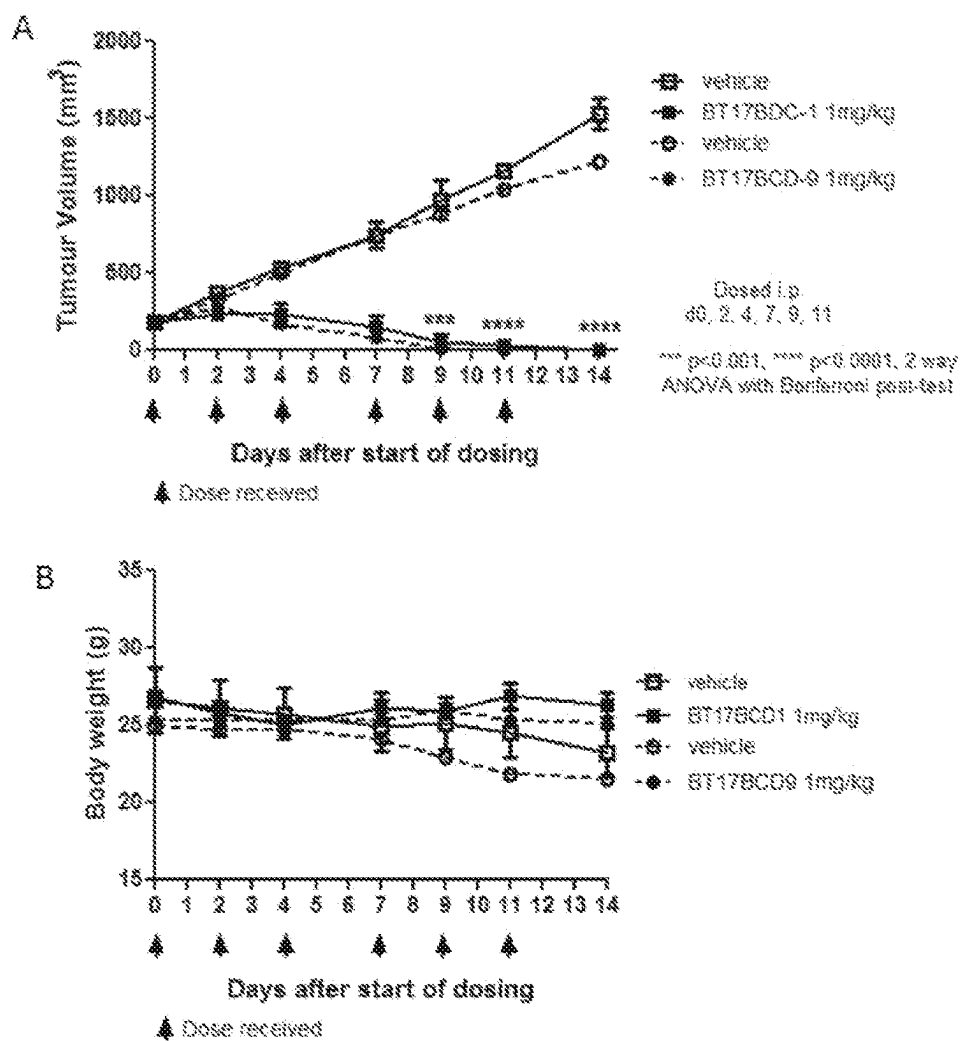 A
2000
1500
1000
500
0
Tumour Volume (mm³)
0 1 2 3 4 5 6 7 8 9 10 11 12 13 14
*** **** ****
Days after start of dosing
Dose received
vehicle
BT17BDC-1 1mg/kg
vehicle
BT17BCD-9 1mg/kg
Dosed i.p.
d0, 2, 4, 7, 9, 11
*** p<0.001, **** p<0.0001, 2 way
ANOVA with Bonferroni post-test
B
35
30
25
20
15
Body weight (g)
0 1 2 3 4 5 6 7 8 9 10 11 12 13 14
Days after start of dosing
Dose received
vehicle
BT17BCD1 1mg/kg
vehicle
BT17BCD9 1mg/kg